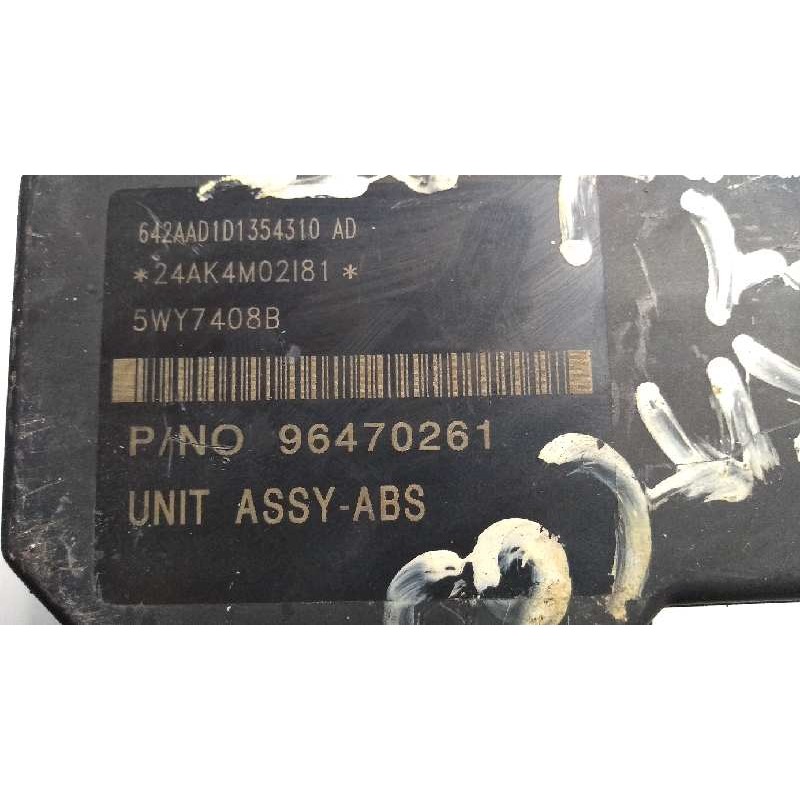 642AAD1D1354310 AD
*24AK4M02I81*
5WY7408B
P/NO 96470261
UNIT ASSY-ABS